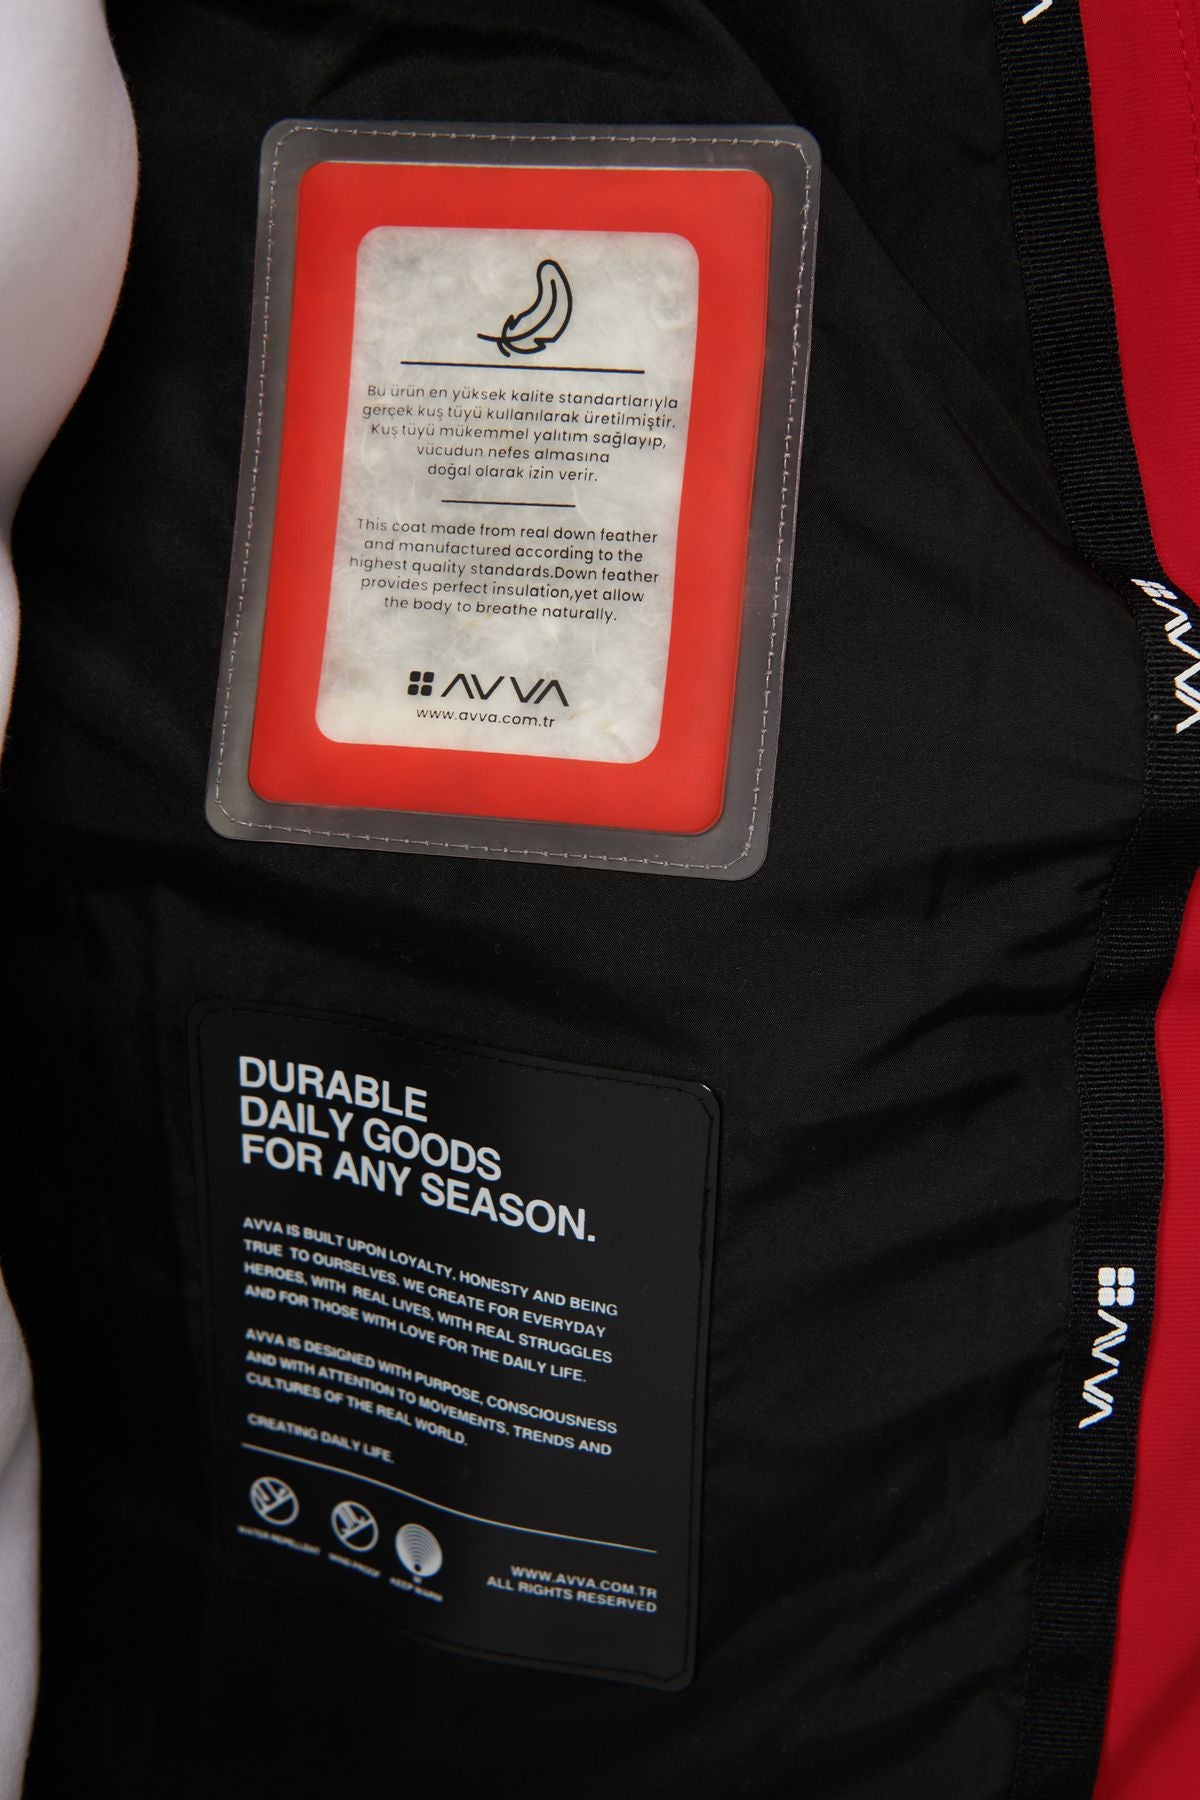 Bu ürün en yüksek kalite standartlarıyla
gerçek kuş tüyü kullanılarak üretilmiştir.
Kuş tüyü mükemmel yalıtım sağlayıp,
vücudun nefes almasına
doğal olarak izin verir.
This coat made from real down feather
and manufactured according to the
highest quality standards.Down feather
provides perfect insulation,yet allow
the body to breathe naturally.
AVVA
www.avva.com.tr
DURABLE
DAILY GOODS
FOR ANY SEASON.
AVVA IS BUILT UPON LOYALTY, HONESTY AND BEING
TRUE TO OURSELVES. WE CREATE FOR EVERYDAY
HEROES, WITH REAL LIVES, WITH REAL STRUGGLES
AND FOR THOSE WITH LOVE FOR THE DAILY LIFE.
AVVA IS DESIGNED WITH PURPOSE, CONSCIOUSNESS
AND WITH ATTENTION TO MOVEMENTS, TRENDS AND
CULTURES OF THE REAL WORLD.
CREATING DAILY LIFE.
WATER REPELLENT
WIND PROOF
KEEP WARM
WWW.AVVA.COM.TR
ALL RIGHTS RESERVED
AVVA
AVVA